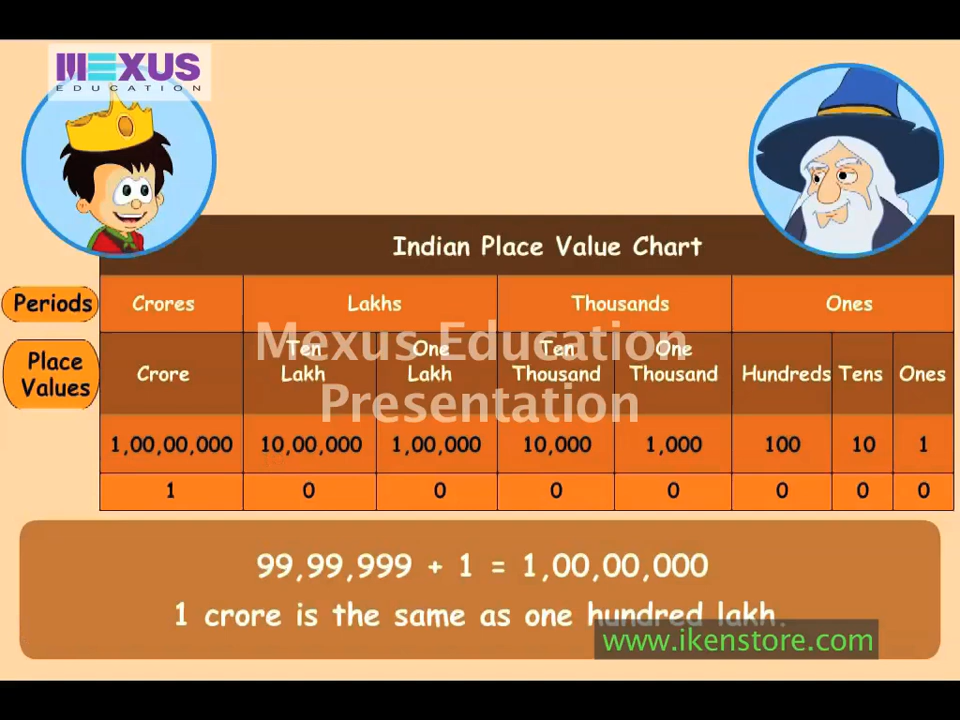 MEXUS
EDUCATION
Indian Place Value Chart
Periods Crores Lakhs Thousands Ones
Place Values Crore Ten Lakh One Lakh Ten Thousand One Thousand Hundreds Tens Ones
Mexus Education
Presentation
1,00,00,000 10,00,000 1,00,000 10,000 1,000 100 10 1
1 0 0 0 0 0 0 0
99,99,999 + 1 = 1,00,00,000
1 crore is the same as one hundred lakh.
www.ikenstore.com